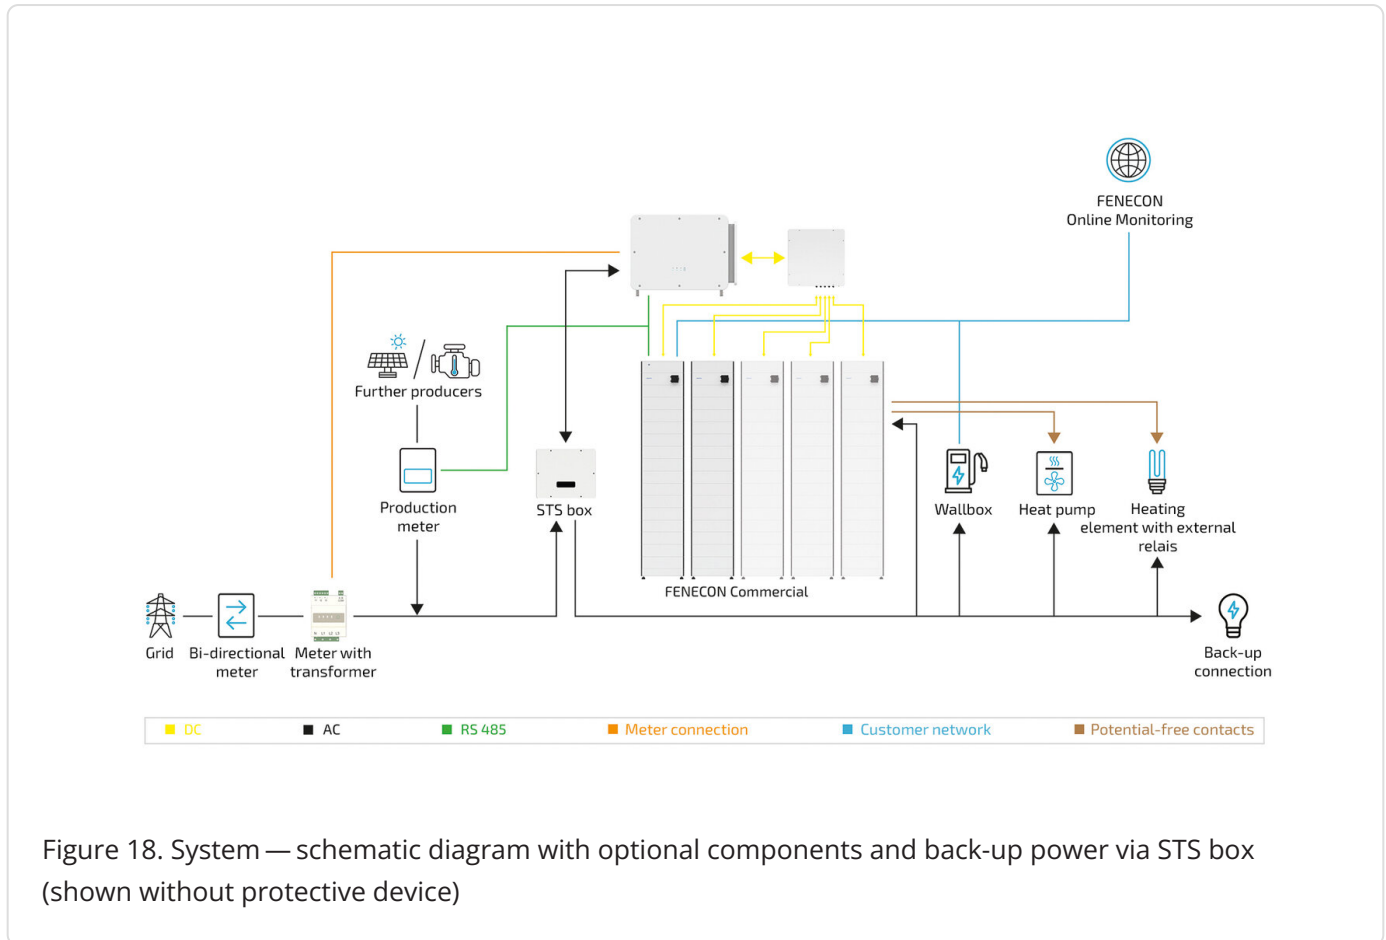 FENECON
Online Monitoring
Further producers
Production
meter
STS box
Wallbox
Heat pump
Heating
element with external
relais
FENECON Commercial
Grid
Bi-directional
meter
Meter with
transformer
Back-up
connection
DC
AC
RS 485
Meter connection
Customer network
Potential-free contacts
Figure 18. System — schematic diagram with optional components and back-up power via STS box
(shown without protective device)